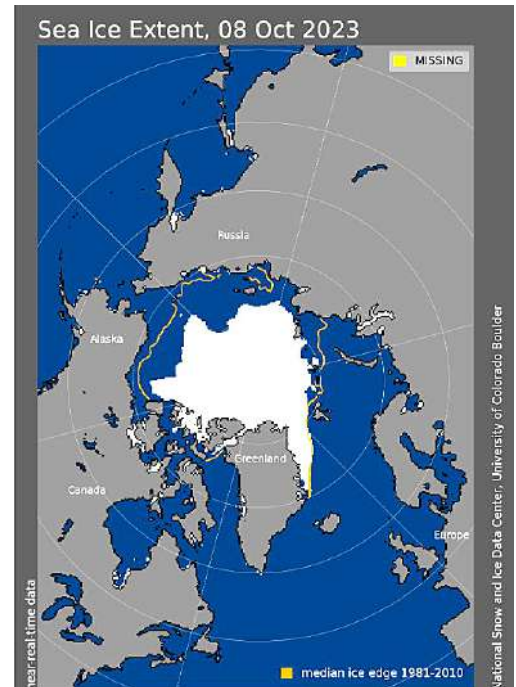 Sea Ice Extent, 08 Oct 2023
MISSING
Russia
Alaska
Greenland
Canada
Europe
near-real-time data
National Snow and Ice Data Center, University of Colorado Boulder
median ice edge 1981-2010